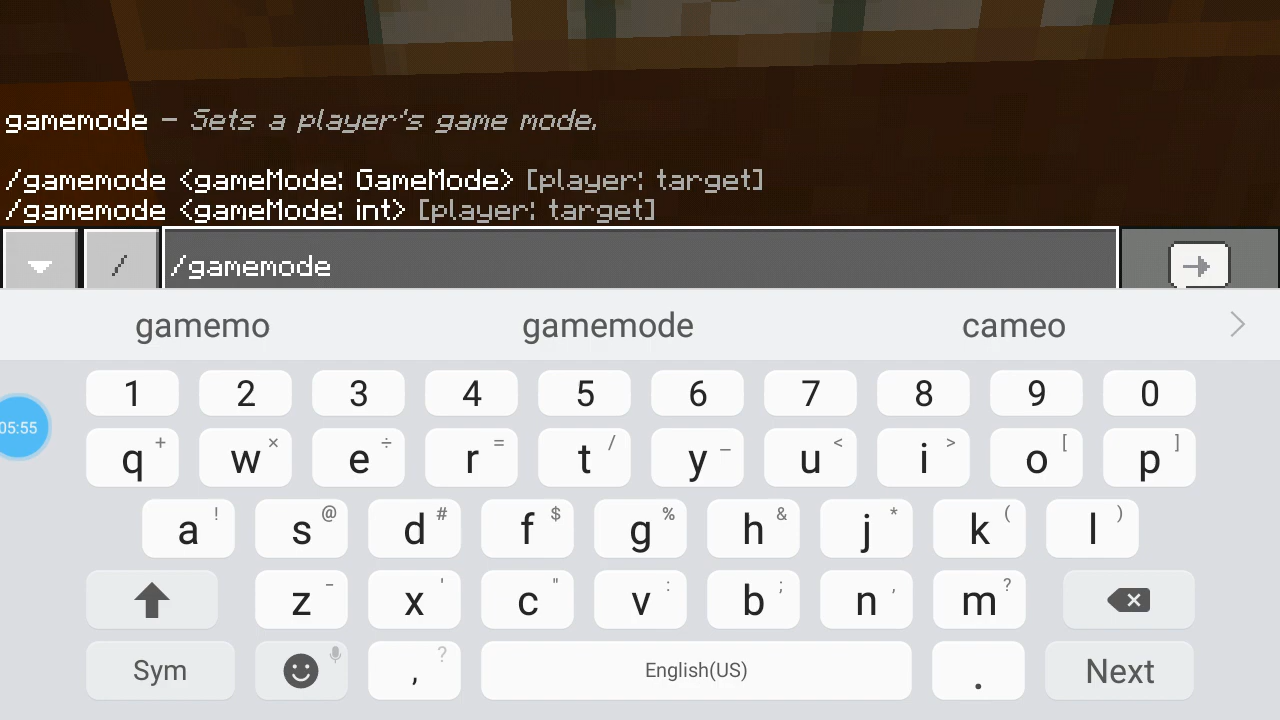 gamemode – Sets a player's game mode.
/gamemode <gameMode: GameMode> [player: target]
/gamemode <gameMode: int> [player: target]
/ /gamemode
gamemo gamemode cameo
05:55
1 2 3 4 5 6 7 8 9 0
q + w × e ÷ r = t / y _ u < i > o [ p ]
a ! s @ d # f $ g % h & j * k ( l )
z - x ' c " v : b ; n , m ?
Sym , ? English(US) . Next